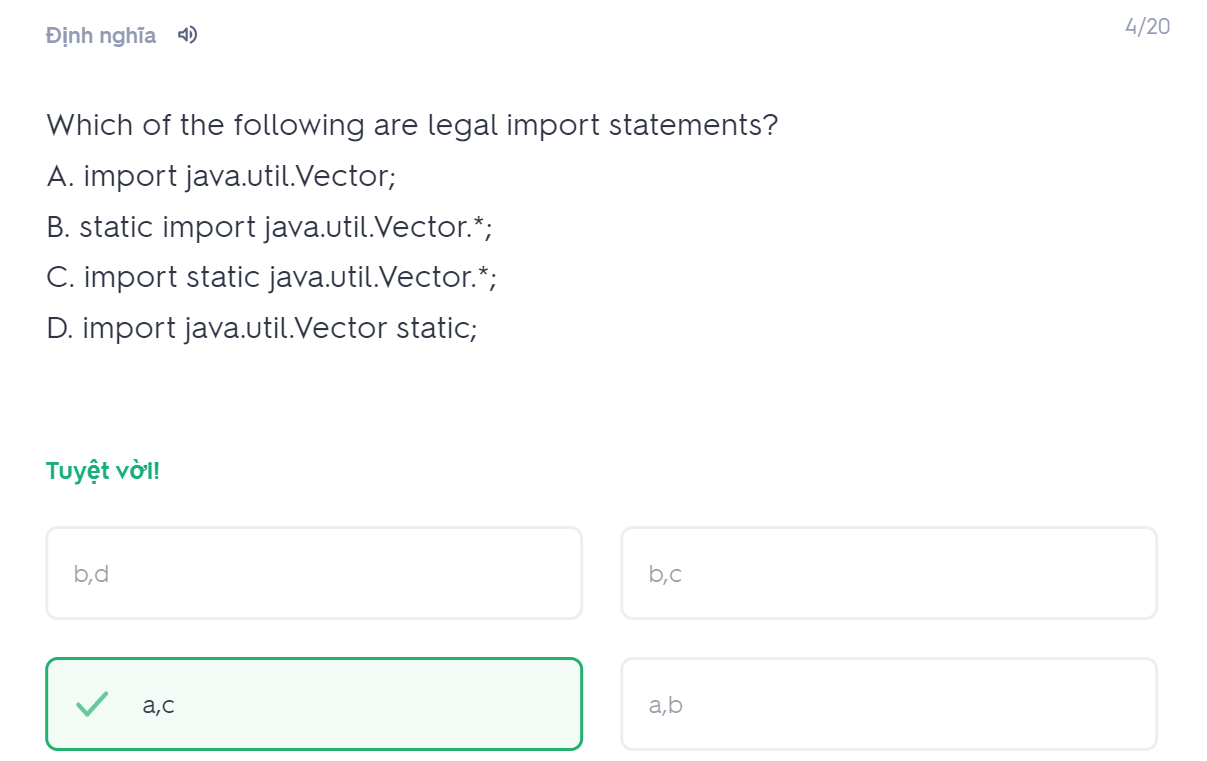 Định nghĩa
4/20
Which of the following are legal import statements?
A. import java.util.Vector;
B. static import java.util.Vector.*;
C. import static java.util.Vector.*;
D. import java.util.Vector static;
Tuyệt vời!
b,d
b,c
a,c
a,b